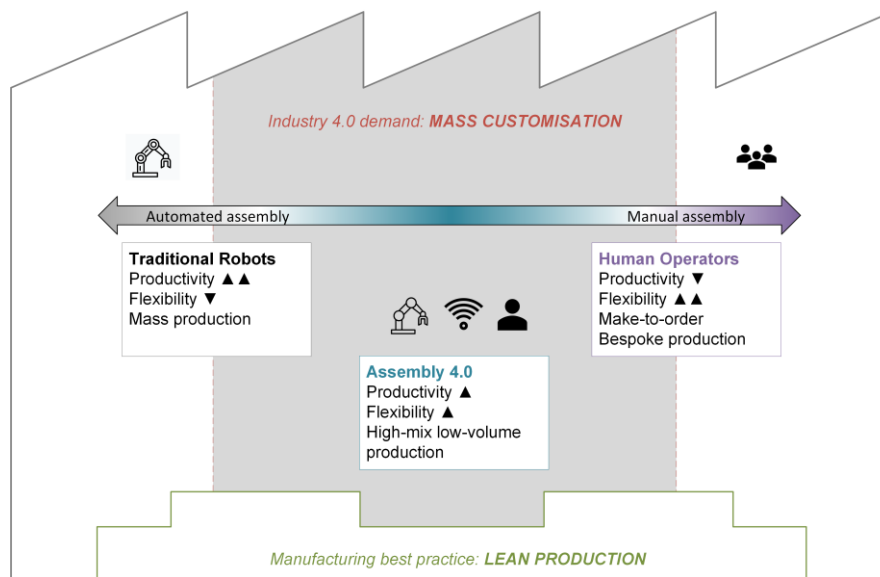 Industry 4.0 demand: MASS CUSTOMISATION
Automated assembly
Manual assembly
Traditional Robots
Productivity ▲▲
Flexibility ▼
Mass production
Human Operators
Productivity ▼
Flexibility ▲▲
Make-to-order
Bespoke production
Assembly 4.0
Productivity ▲
Flexibility ▲
High-mix low-volume
production
Manufacturing best practice: LEAN PRODUCTION